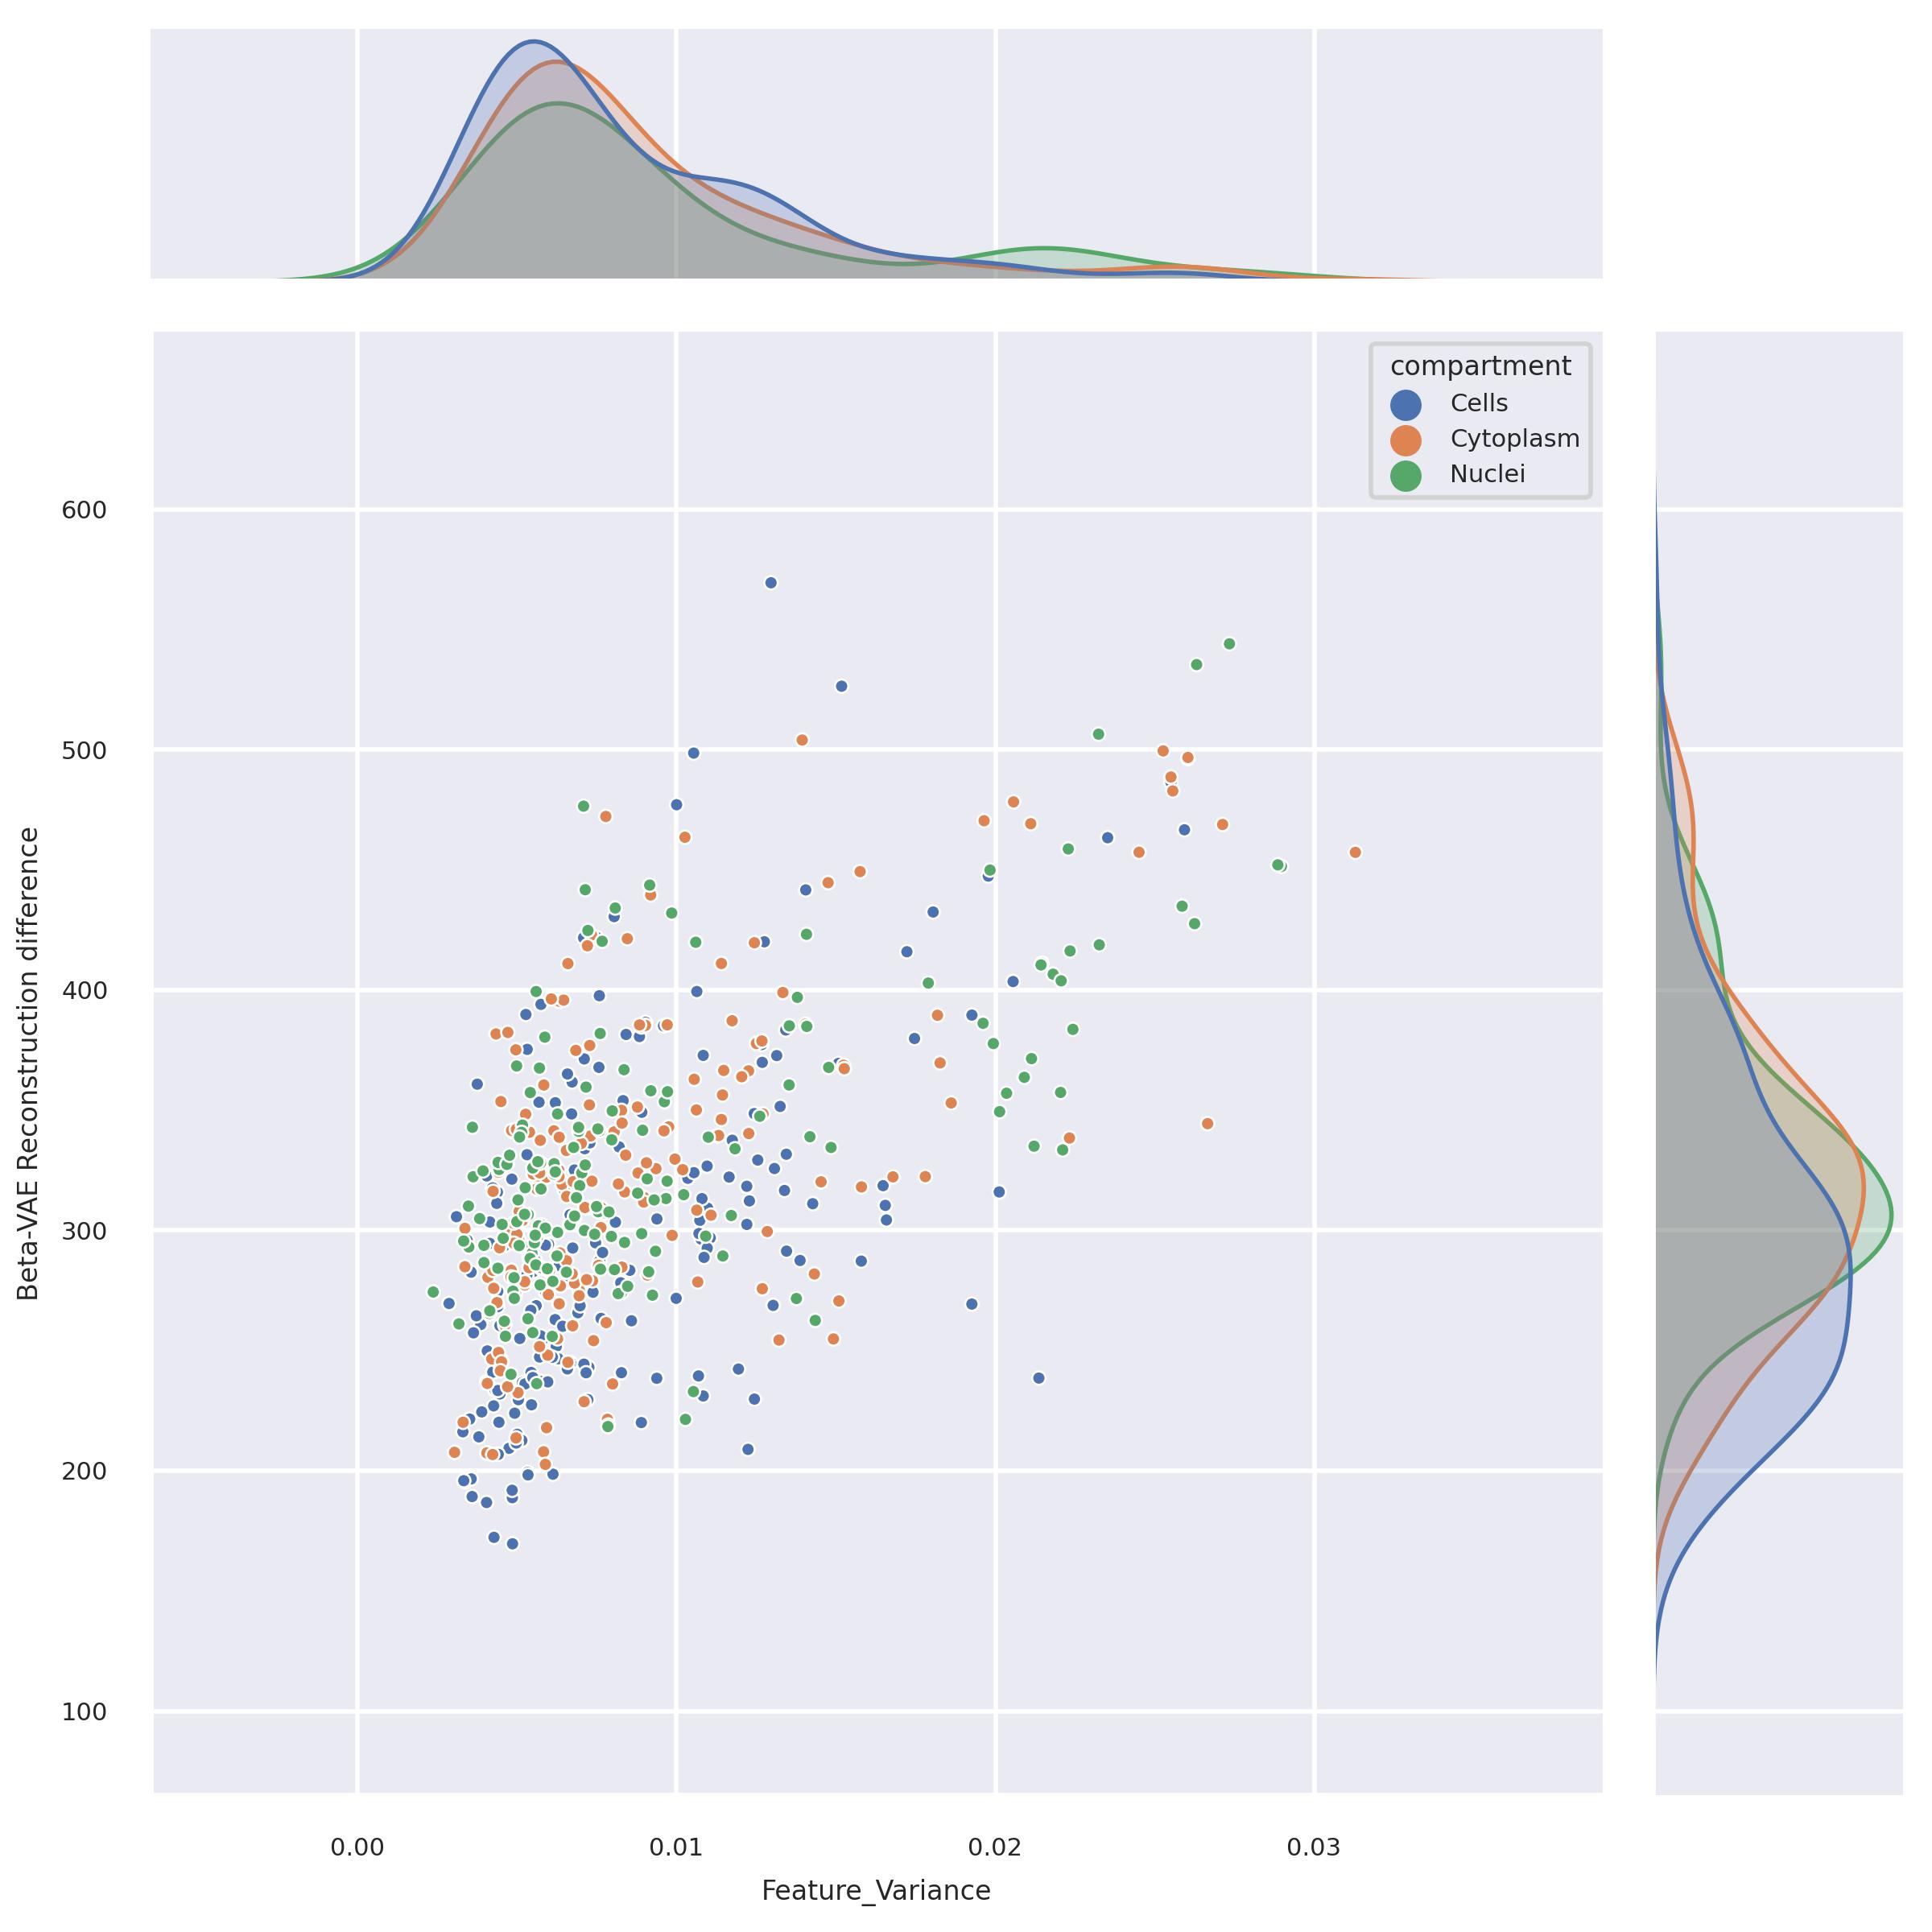 compartment
Cells
Cytoplasm
Nuclei
600
500
400
300
200
100
Beta-VAE Reconstruction difference
0.00 0.01 0.02 0.03
Feature_Variance